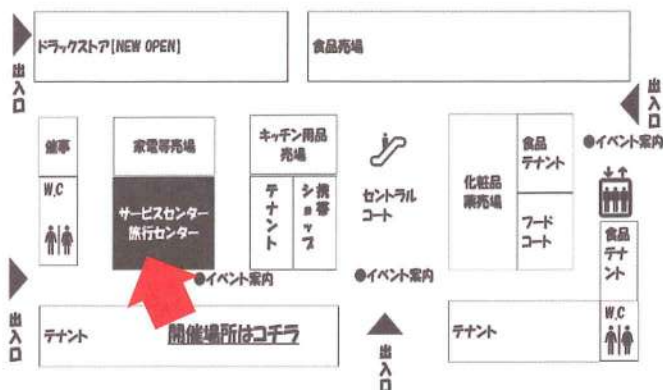 ドラックストア[NEW OPEN]
食品売場
出入口
出入口
催事
家電等売場
キッチン用品
売場
食品
テナント
●イベント案内
W.C
サービスセンター
旅行センター
テナント
携帯
ショップ
セントラル
コート
化粧品
薬売場
フード
コート
食品
テナント
●イベント案内
●イベント案内
出入口
テナント
開催場所はコチラ
出入口
テナント
W.C